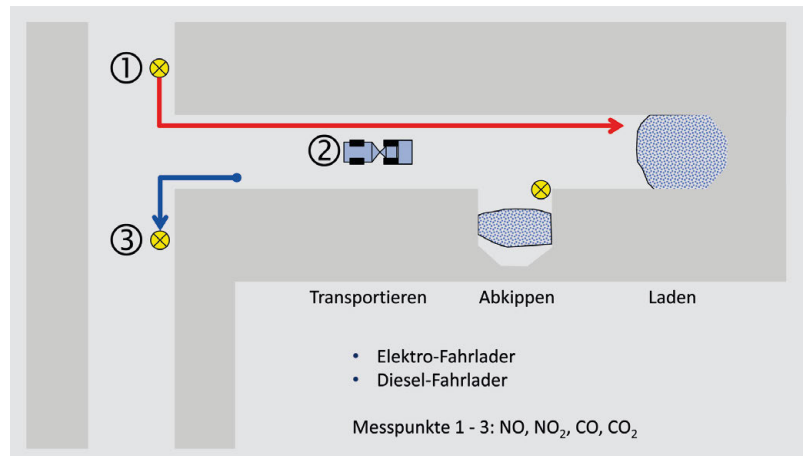 ①
②
③
Transportieren Abkippen Laden
• Elektro-Fahrlader
• Diesel-Fahrlader
Messpunkte 1 - 3: NO, NO₂, CO, CO₂